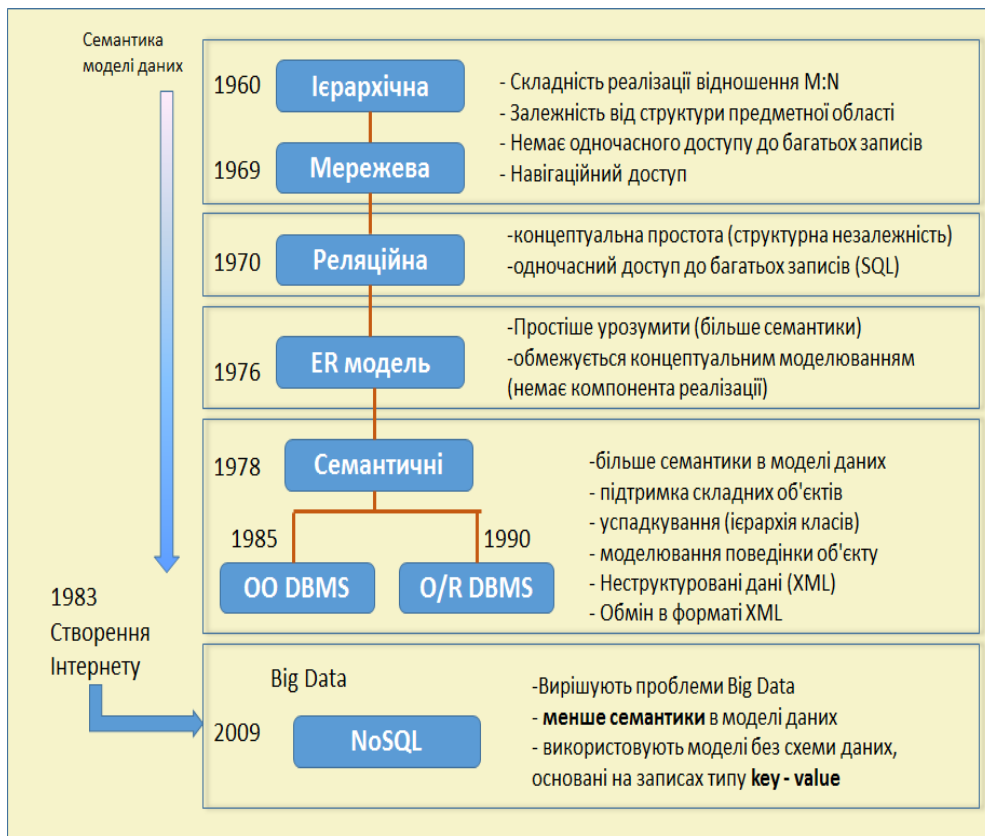 Семантика
моделі даних
1960
Ієрархічна
1969
Мережева
- Складність реалізації відношення M:N
- Залежність від структури предметної області
- Немає одночасного доступу до багатьох записів
- Навігаційний доступ
1970
Реляційна
-концептуальна простота (структурна незалежність)
-одночасний доступ до багатьох записів (SQL)
1976
ER модель
-Простіше урозумити (більше семантики)
-обмежується концептуальним моделюванням
(немає компонента реалізації)
1978
Семантичні
1985
1990
OO DBMS
O/R DBMS
-більше семантики в моделі даних
- підтримка складних об'єктів
- успадкування (ієрархія класів)
- моделювання поведінки об'єкту
- Неструктуровані дані (XML)
- Обмін в форматі XML
1983
Створення
Інтернету
Big Data
2009
NoSQL
-Вирішують проблеми Big Data
- менше семантики в моделі даних
- використовують моделі без схеми даних,
основані на записах типу key - value